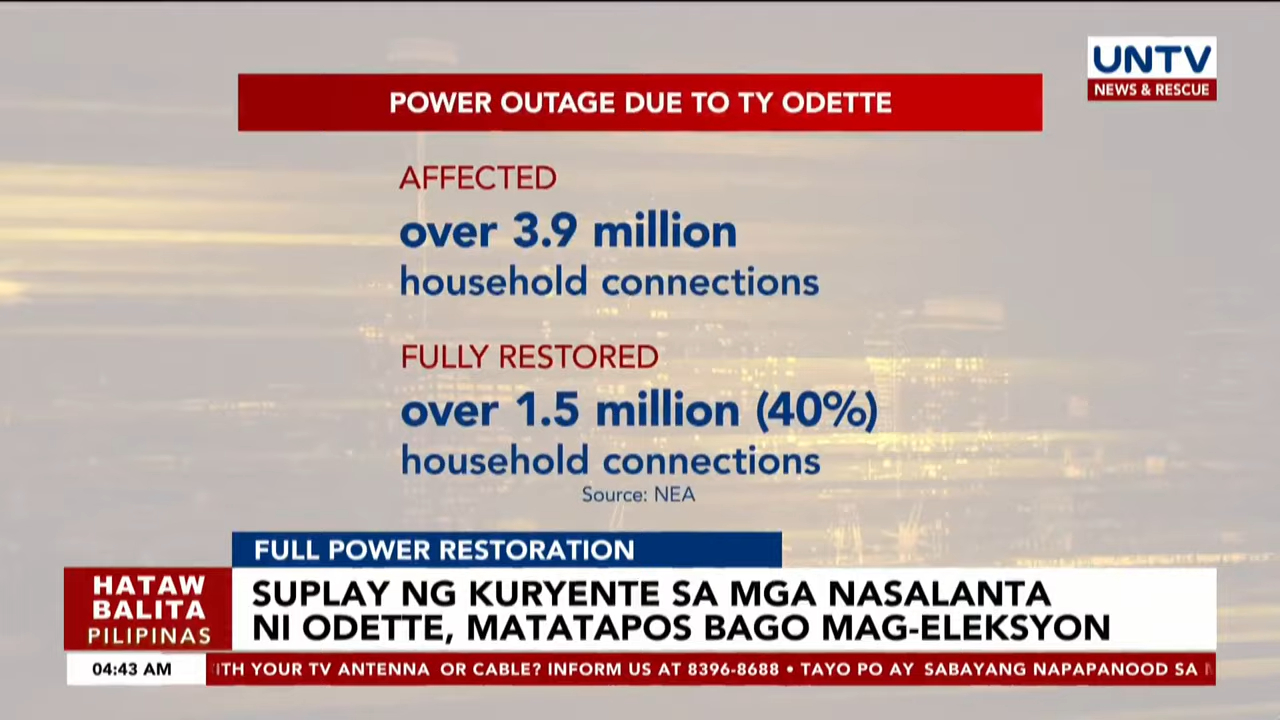 UNTV
NEWS & RESCUE
POWER OUTAGE DUE TO TY ODETTE
AFFECTED
over 3.9 million
household connections
FULLY RESTORED
over 1.5 million (40%)
household connections
Source: NEA
FULL POWER RESTORATION
HATAW
BALITA
PILIPINAS
SUPLAY NG KURYENTE SA MGA NASALANTA
NI ODETTE, MATATAPOS BAGO MAG-ELEKSYON
04:43 AM
ITH YOUR TV ANTENNA OR CABLE? INFORM US AT 8396-8688 • TAYO PO AY SABAYANG NAPAPANOOD SA